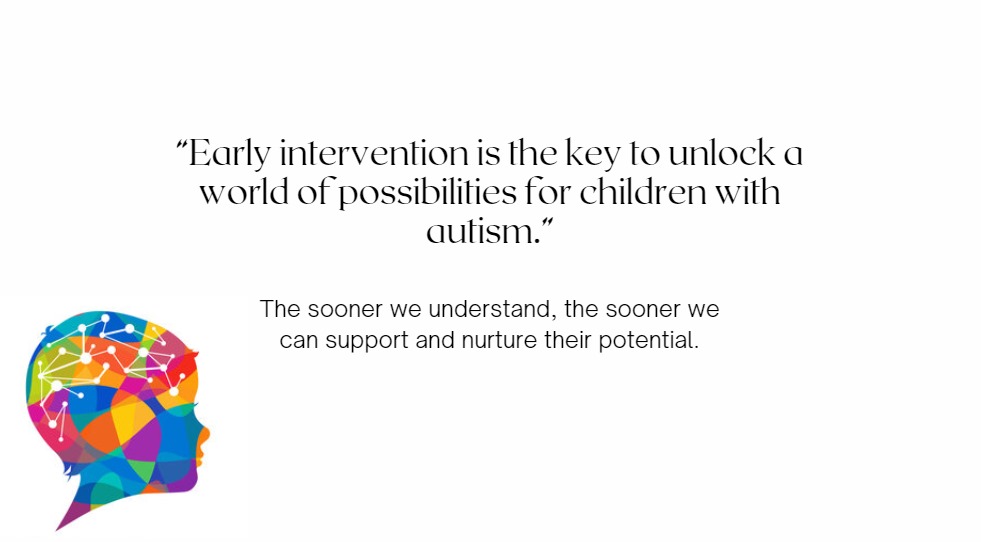 “Early intervention is the key to unlock a
world of possibilities for children with
autism.”
The sooner we understand, the sooner we
can support and nurture their potential.